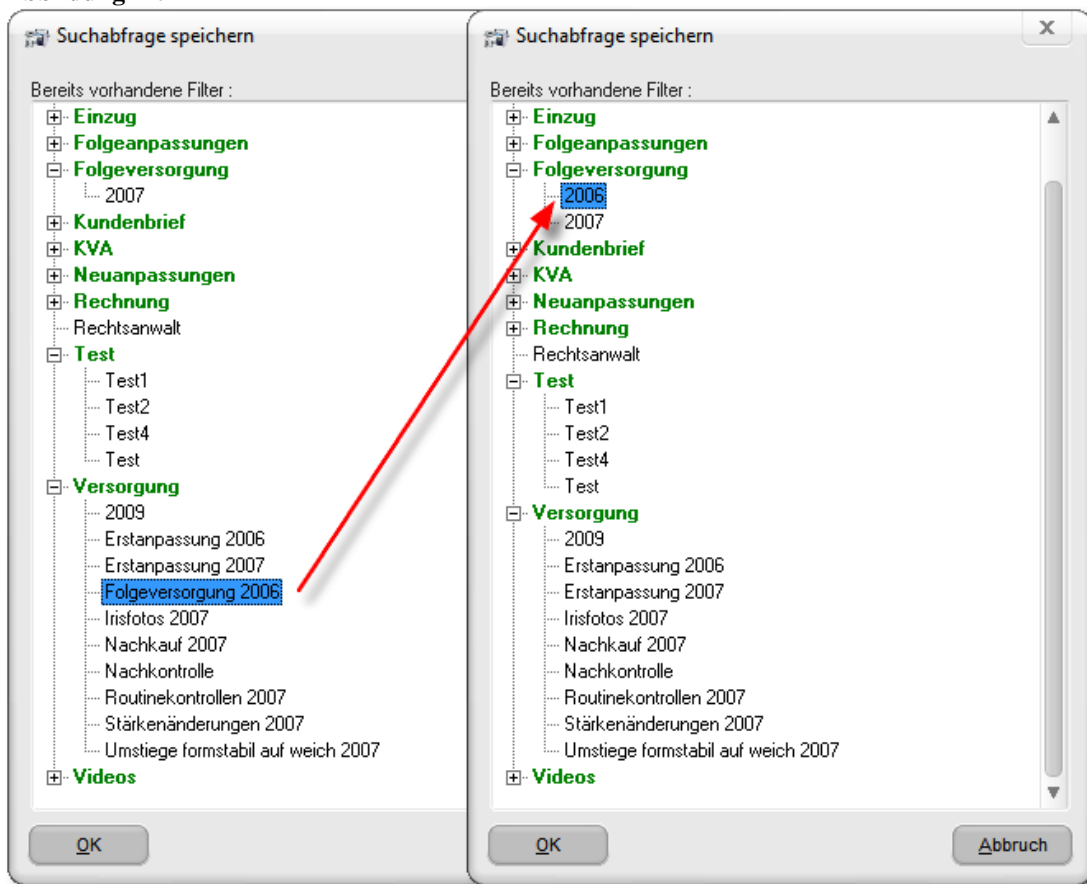 Suchabfrage speichern
Bereits vorhandene Filter :
Einzug
Folgeanpassungen
Folgeversorgung
2007
Kundenbrief
KVA
Neuanpassungen
Rechnung
Rechtsanwalt
Test
Test1
Test2
Test4
Test
Versorgung
2009
Erstanpassung 2006
Erstanpassung 2007
Folgeversorgung 2006
Irisfotos 2007
Nachkauf 2007
Nachkontrolle
Routinekontrollen 2007
Stärkenänderungen 2007
Umstiege formstabil auf weich 2007
Videos
OK
Suchabfrage speichern
Bereits vorhandene Filter :
Einzug
Folgeanpassungen
Folgeversorgung
2006
2007
Kundenbrief
KVA
Neuanpassungen
Rechnung
Rechtsanwalt
Test
Test1
Test2
Test4
Test
Versorgung
2009
Erstanpassung 2006
Erstanpassung 2007
Irisfotos 2007
Nachkauf 2007
Nachkontrolle
Routinekontrollen 2007
Stärkenänderungen 2007
Umstiege formstabil auf weich 2007
Videos
OK
Abbruch